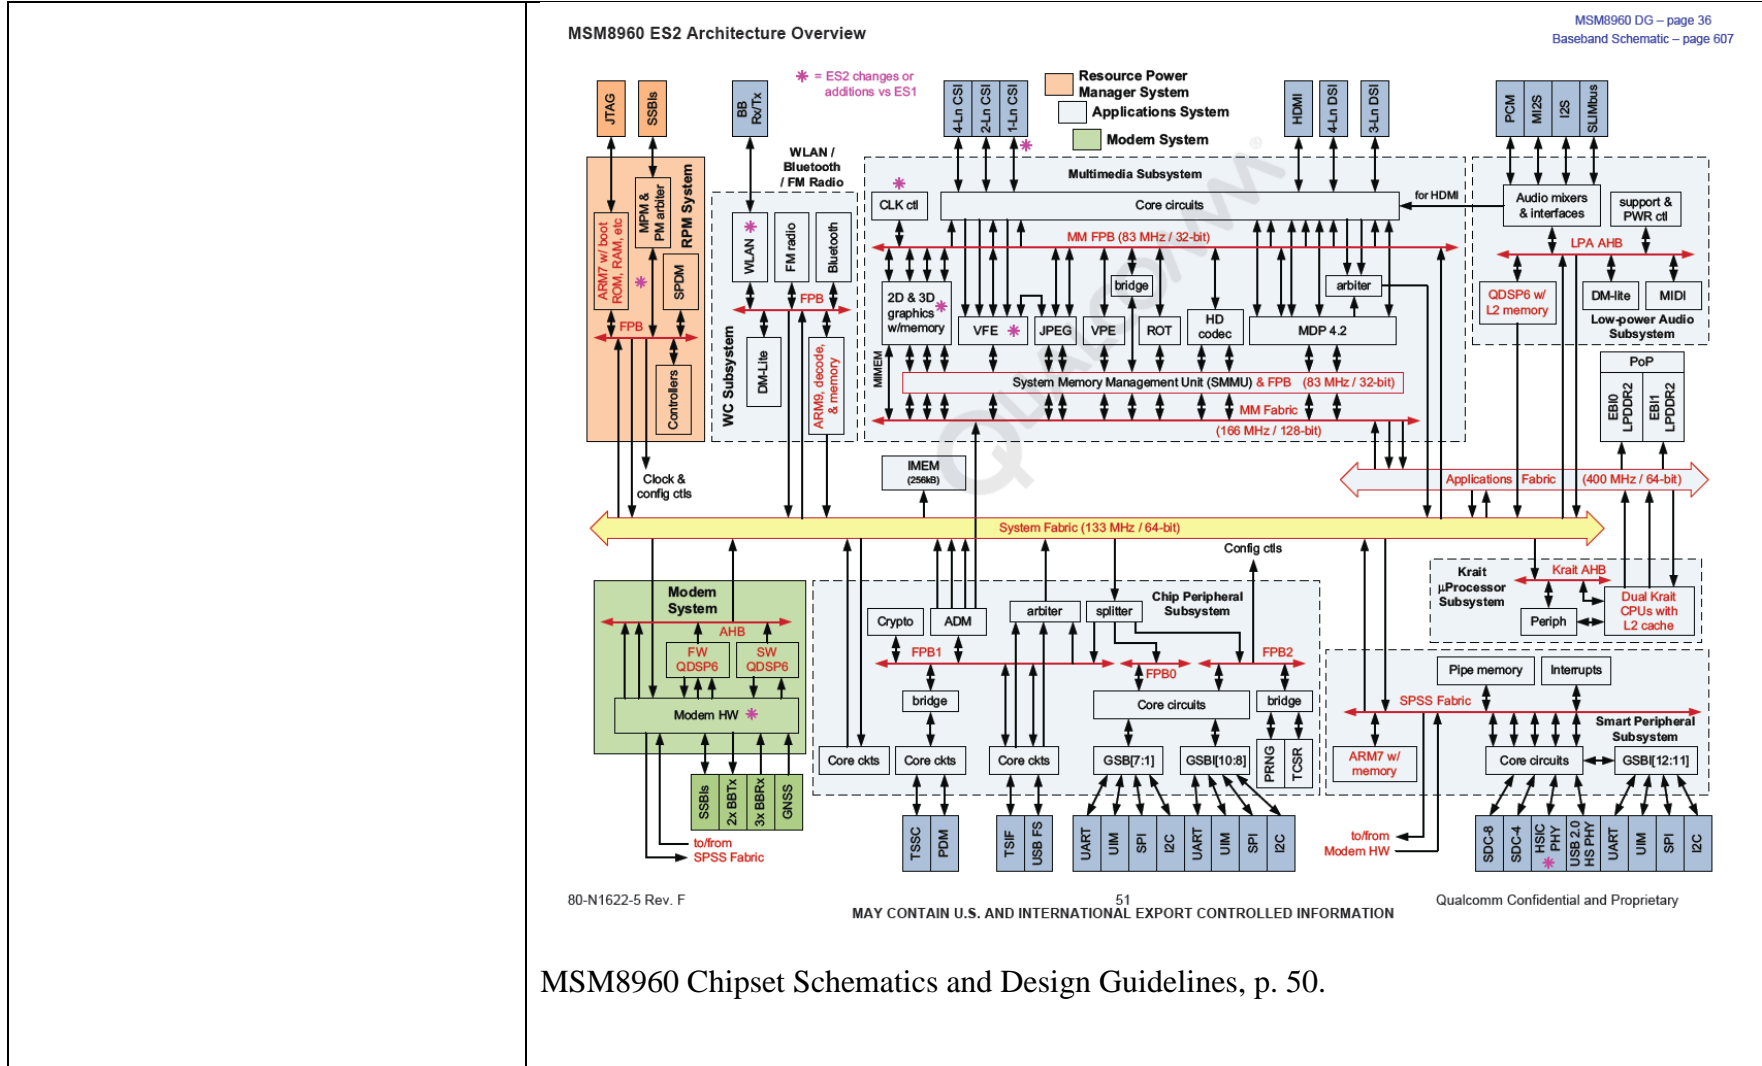 MSM8960 ES2 Architecture Overview
MSM8960 DG – page 36
Baseband Schematic – page 607
✳ = ES2 changes or
additions vs ES1
Resource Power
Manager System
Applications System
Modem System
JTAG
SSBIs
BB
Rx/Tx
4-Ln CSI
2-Ln CSI
1-Ln CSI
HDMI
4-Ln DSI
3-Ln DSI
PCM
MI2S
I2S
SLIMbus
RPM System
MPM &
PM arbiter
ARM7 w/ boot
ROM, RAM, etc
SPDM
FPB
Controllers
Clock &
config ctls
WLAN /
Bluetooth
/ FM Radio
WC Subsystem
WLAN
FM radio
Bluetooth
FPB
DM-Lite
ARM9, decode,
& memory
Multimedia Subsystem
CLK ctl
Core circuits
for HDMI
MM FPB (83 MHz / 32-bit)
2D & 3D
graphics
w/memory
bridge
arbiter
VFE
JPEG
VPE
ROT
HD
codec
MDP 4.2
MIMEM
System Memory Management Unit (SMMU) & FPB (83 MHz / 32-bit)
MM Fabric
(166 MHz / 128-bit)
Audio mixers
& interfaces
support &
PWR ctl
LPA AHB
QDSP6 w/
L2 memory
DM-lite
MIDI
Low-power Audio
Subsystem
PoP
EBI0
LPDDR2
EBI1
LPDDR2
IMEM
(256kB)
Applications Fabric (400 MHz / 64-bit)
System Fabric (133 MHz / 64-bit)
Config ctls
Modem
System
AHB
FW
QDSP6
SW
QDSP6
Modem HW
SSBIs
2x BBTx
3x BBRx
GNSS
to/from
SPSS Fabric
Chip Peripheral
Subsystem
Crypto
ADM
arbiter
splitter
FPB1
FPB0
FPB2
bridge
Core circuits
bridge
Core ckts
Core ckts
Core ckts
GSB[7:1]
GSBI[10:8]
PRNG
TCSR
TSSC
PDM
TSIF
USB FS
UART
UIM
SPI
I2C
UART
UIM
SPI
I2C
Krait
µProcessor
Subsystem
Krait AHB
Periph
Dual Krait
CPUs with
L2 cache
Pipe memory
Interrupts
SPSS Fabric
Smart Peripheral
Subsystem
ARM7 w/
memory
Core circuits
GSBI[12:11]
to/from
Modem HW
SDC-8
SDC-4
HSIC
PHY
USB 2.0
HS PHY
UART
UIM
SPI
I2C
QUALCOMM®
80-N1622-5 Rev. F
51
Qualcomm Confidential and Proprietary
MAY CONTAIN U.S. AND INTERNATIONAL EXPORT CONTROLLED INFORMATION
MSM8960 Chipset Schematics and Design Guidelines, p. 50.